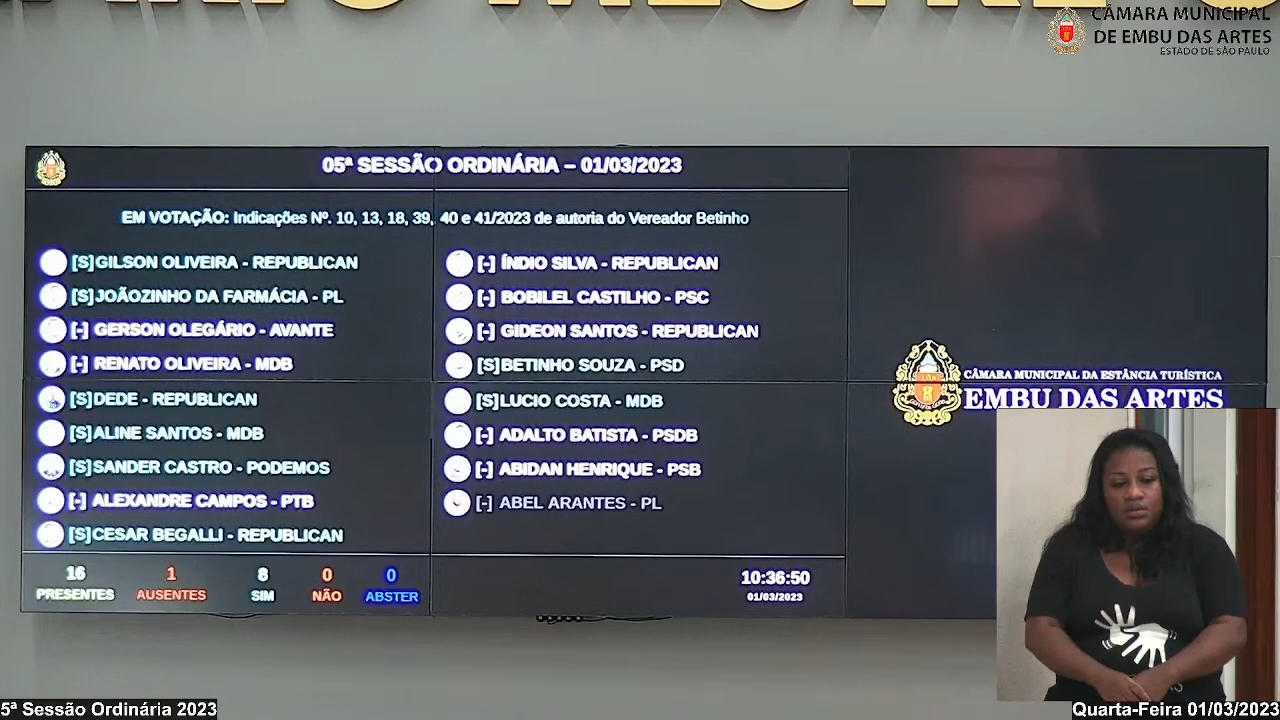 CÂMARA MUNICIPAL
DE EMBU DAS ARTES
ESTADO DE SÃO PAULO
05ª SESSÃO ORDINÁRIA – 01/03/2023
EM VOTAÇÃO: Indicações Nº. 10, 13, 18, 39, 40 e 41/2023 de autoria do Vereador Betinho
[S]GILSON OLIVEIRA - REPUBLICAN
[S]JOÃOZINHO DA FARMÁCIA - PL
[-] GERSON OLEGÁRIO - AVANTE
[-] RENATO OLIVEIRA - MDB
[S]DEDE - REPUBLICAN
[S]ALINE SANTOS - MDB
[S]SANDER CASTRO - PODEMOS
[-] ALEXANDRE CAMPOS - PTB
[S]CESAR BEGALLI - REPUBLICAN
[-] ÍNDIO SILVA - REPUBLICAN
[-] BOBILEL CASTILHO - PSC
[-] GIDEON SANTOS - REPUBLICAN
[S]BETINHO SOUZA - PSD
[S]LUCIO COSTA - MDB
[-] ADALTO BATISTA - PSDB
[-] ABIDAN HENRIQUE - PSB
[-] ABEL ARANTES - PL
16 1 8 0 0
PRESENTES AUSENTES SIM NÃO ABSTER
10:36:50
01/03/2023
CÂMARA MUNICIPAL DA ESTÂNCIA TURÍSTICA
EMBU DAS ARTES
5ª Sessão Ordinária 2023
Quarta-Feira 01/03/2023